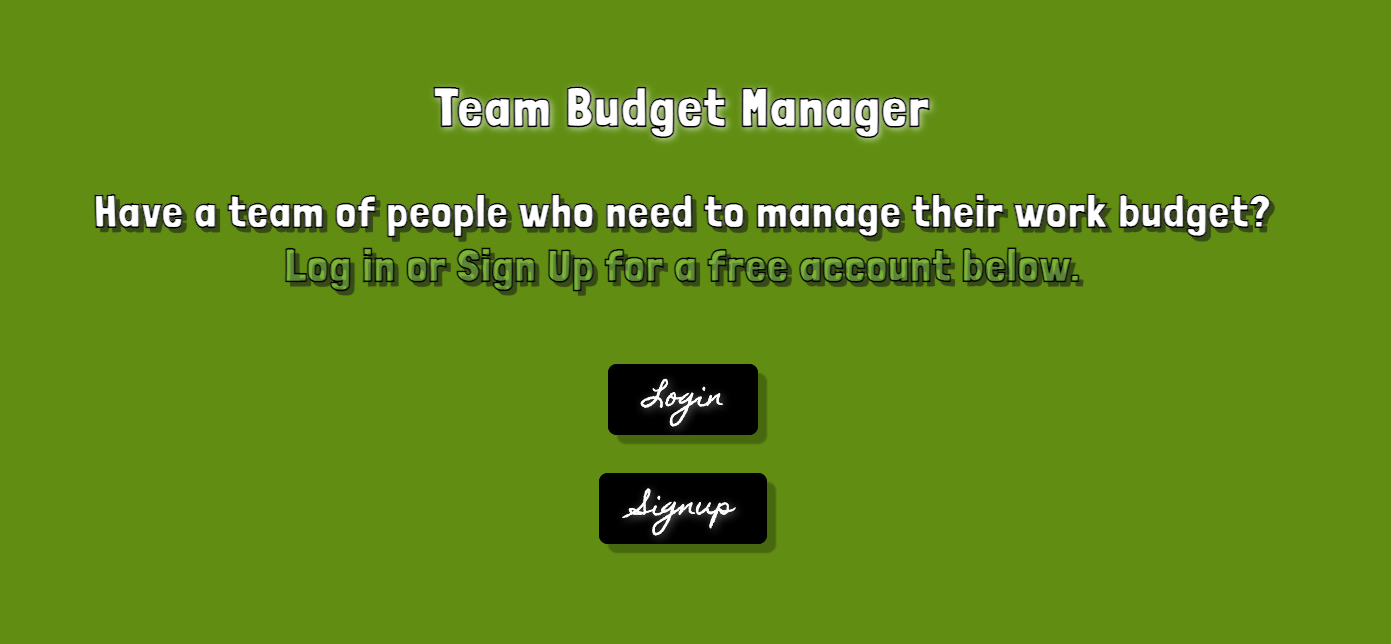 Team Budget Manager
Have a team of people who need to manage their work budget?
Log in or Sign Up for a free account below.
Login
Signup